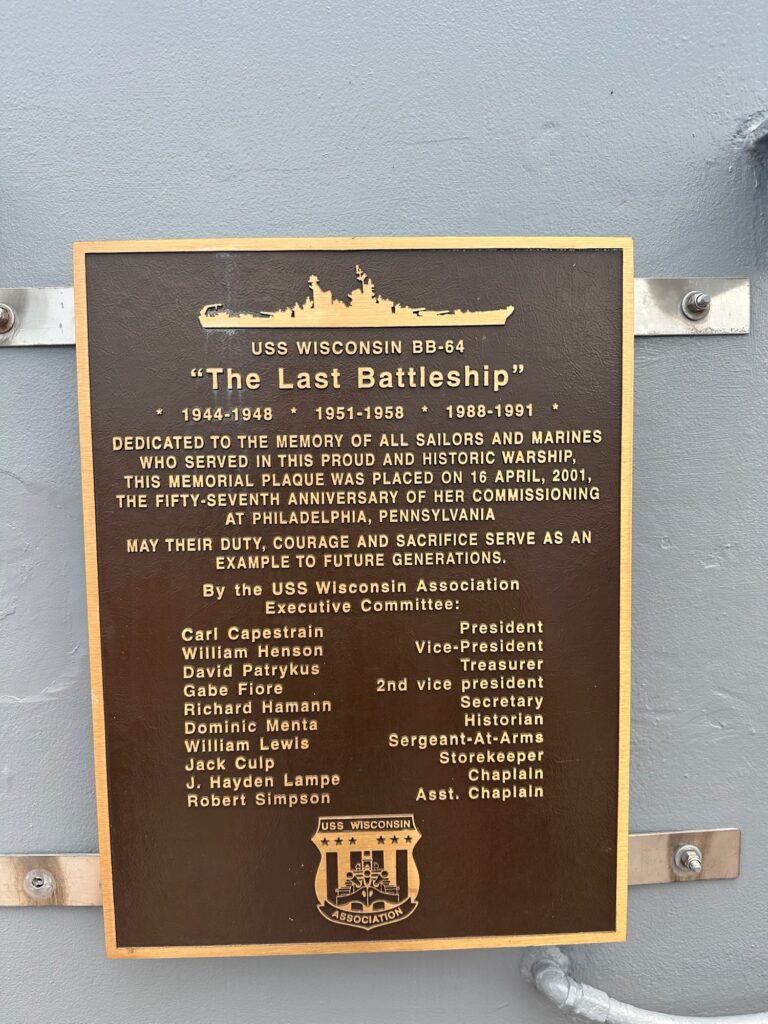 USS WISCONSIN BB-64
"The Last Battleship"
* 1944-1948 * 1951-1958 * 1988-1991 *
DEDICATED TO THE MEMORY OF ALL SAILORS AND MARINES
WHO SERVED IN THIS PROUD AND HISTORIC WARSHIP,
THIS MEMORIAL PLAQUE WAS PLACED ON 16 APRIL, 2001,
THE FIFTY-SEVENTH ANNIVERSARY OF HER COMMISSIONING
AT PHILADELPHIA, PENNSYLVANIA
MAY THEIR DUTY, COURAGE AND SACRIFICE SERVE AS AN
EXAMPLE TO FUTURE GENERATIONS.
By the USS Wisconsin Association
Executive Committee:
Carl Capestrain President
William Henson Vice-President
David Patrykus Treasurer
Gabe Fiore 2nd vice president
Richard Hamann Secretary
Dominic Menta Historian
William Lewis Sergeant-At-Arms
Jack Culp Storekeeper
J. Hayden Lampe Chaplain
Robert Simpson Asst. Chaplain
USS WISCONSIN
ASSOCIATION